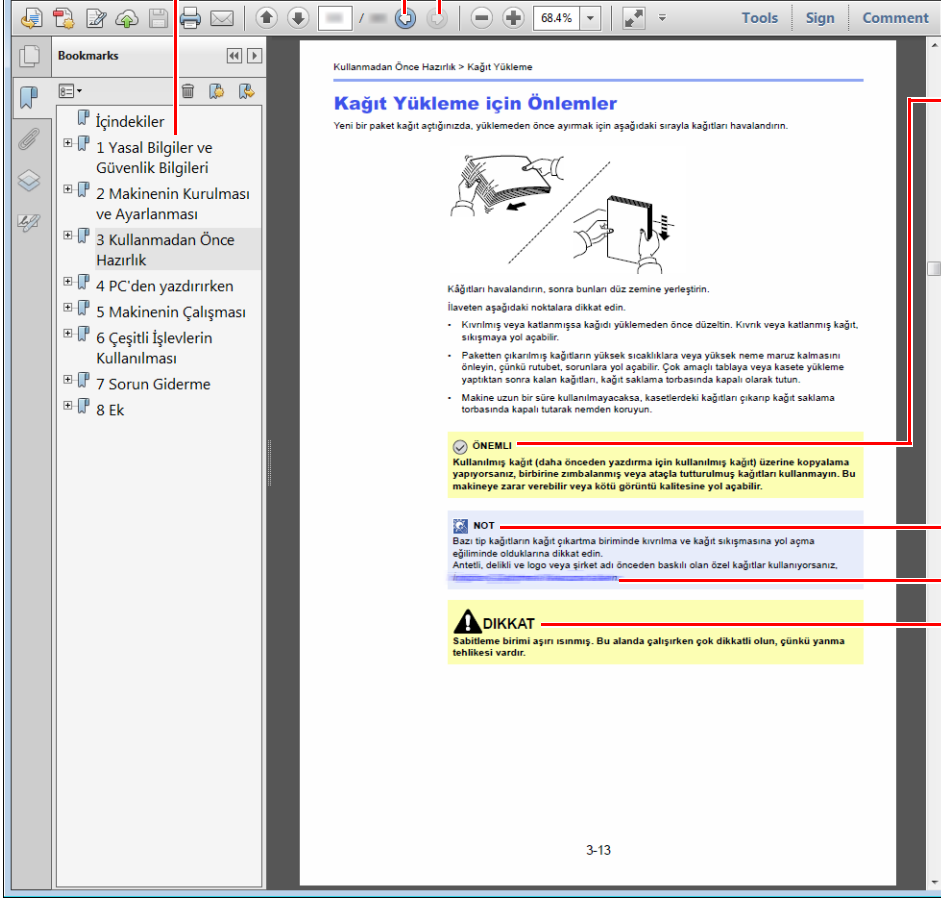 68.4%
Tools
Sign
Comment
Bookmarks
İçindekiler
1 Yasal Bilgiler ve
Güvenlik Bilgileri
2 Makinenin Kurulması
ve Ayarlanması
3 Kullanmadan Önce
Hazırlık
4 PC'den yazdırırken
5 Makinenin Çalışması
6 Çeşitli İşlevlerin
Kullanılması
7 Sorun Giderme
8 Ek
Kullanmadan Önce Hazırlık > Kağıt Yükleme
Kağıt Yükleme için Önlemler
Yeni bir paket kağıt açtığınızda, yüklemeden önce ayırmak için aşağıdaki sırayla kağıtları havalandırın.
Kâğıtları havalandırın, sonra bunları düz zemine yerleştirin.
İlaveten aşağıdaki noktalara dikkat edin.
• Kıvrılmış veya katlanmışsa kağıdı yüklemeden önce düzeltin. Kıvrık veya katlanmış kağıt,
sıkışmaya yol açabilir.
• Paketten çıkarılmış kağıtların yüksek sıcaklıklara veya yüksek neme maruz kalmasını
önleyin, çünkü rutubet, sorunlara yol açabilir. Çok amaçlı tablaya veya kasete yükleme
yaptıktan sonra kalan kağıtları, kağıt saklama torbasında kapalı olarak tutun.
• Makine uzun bir süre kullanılmayacaksa, kasetlerdeki kağıtları çıkarıp kağıt saklama
torbasında kapalı tutarak nemden koruyun.
ÖNEMLI
Kullanılmış kağıt (daha önceden yazdırma için kullanılmış kağıt) üzerine kopyalama
yapıyorsanız, birbirine zımbalanmış veya ataçla tutturulmuş kağıtları kullanmayın. Bu
makineye zarar verebilir veya kötü görüntü kalitesine yol açabilir.
NOT
Bazı tip kağıtların kağıt çıkartma biriminde kıvrılma ve kağıt sıkışmasına yol açma
eğiliminde olduklarına dikkat edin.
Antetli, delikli ve logo veya şirket adı önceden baskılı olan özel kağıtlar kullanıyorsanız,
DIKKAT
Sabitleme birimi aşırı ısınmış. Bu alanda çalışırken çok dikkatli olun, çünkü yanma
tehlikesi vardır.
3-13